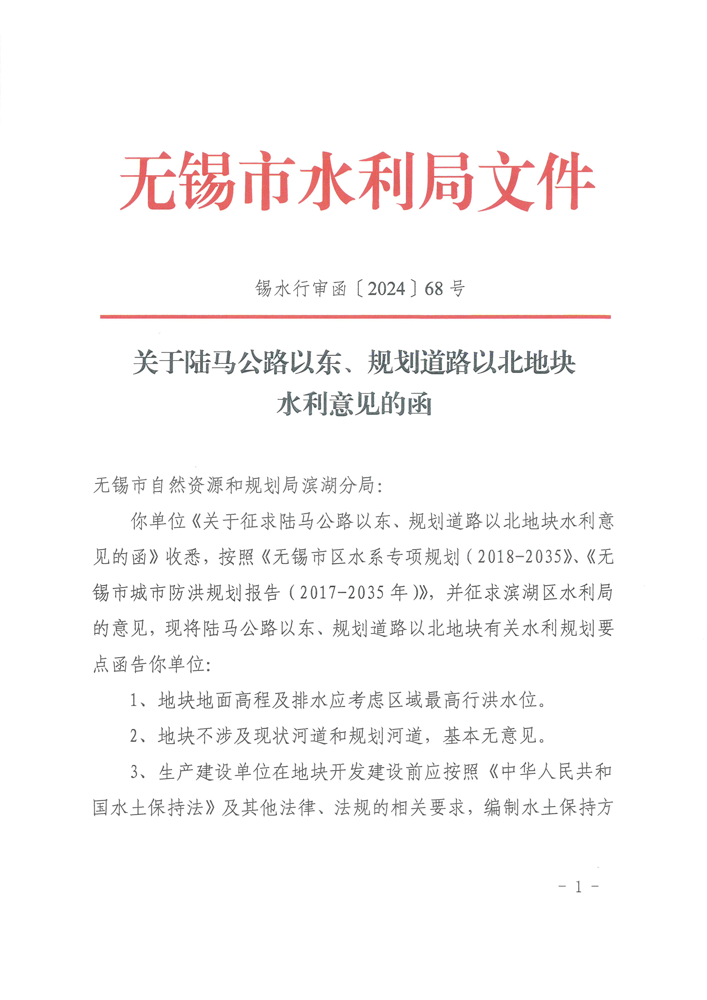 无锡市水利局文件
锡水行审函〔2024〕68 号
关于陆马公路以东、规划道路以北地块
水利意见的函
无锡市自然资源和规划局滨湖分局：
你单位《关于征求陆马公路以东、规划道路以北地块水利意
见的函》收悉，按照《无锡市区水系专项规划（2018-2035》、《无
锡市城市防洪规划报告（2017-2035 年）》，并征求滨湖区水利局
的意见，现将陆马公路以东、规划道路以北地块有关水利规划要
点函告你单位：
1、地块地面高程及排水应考虑区域最高行洪水位。
2、地块不涉及现状河道和规划河道，基本无意见。
3、生产建设单位在地块开发建设前应按照《中华人民共和
国水土保持法》及其他法律、法规的相关要求，编制水土保持方
- 1 -